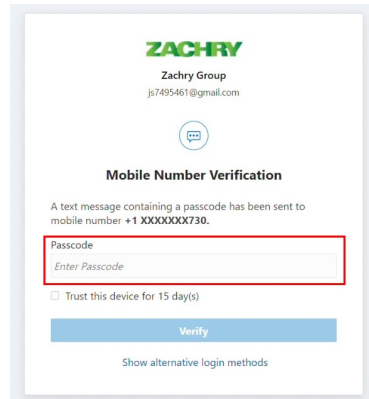 ZACHRY
Zachry Group
js7495461@gmail.com
Mobile Number Verification
A text message containing a passcode has been sent to
mobile number +1 XXXXXXX730.
Passcode
Enter Passcode
Trust this device for 15 day(s)
Verify
Show alternative login methods